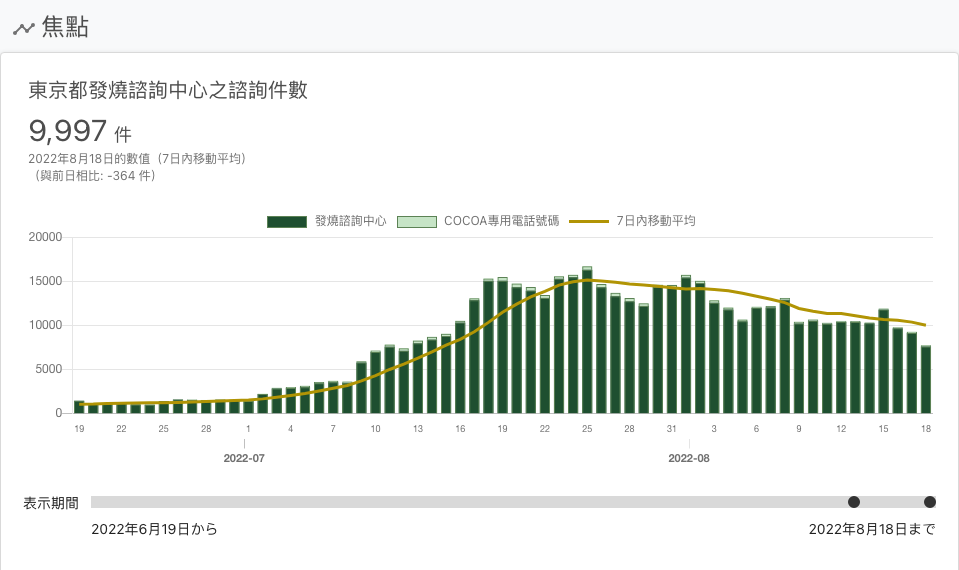 焦點
東京都發燒諮詢中心之諮詢件數
9,997 件
2022年8月18日的數值（7日內移動平均）
（與前日相比: -364 件）
發燒諮詢中心 COCOA專用電話號碼 7日內移動平均
20000
15000
10000
5000
0
19 22 25 28 1 4 7 10 13 16 19 22 25 28 31 3 6 9 12 15 18
2022-07 2022-08
表示期間
2022年6月19日から 2022年8月18日まで